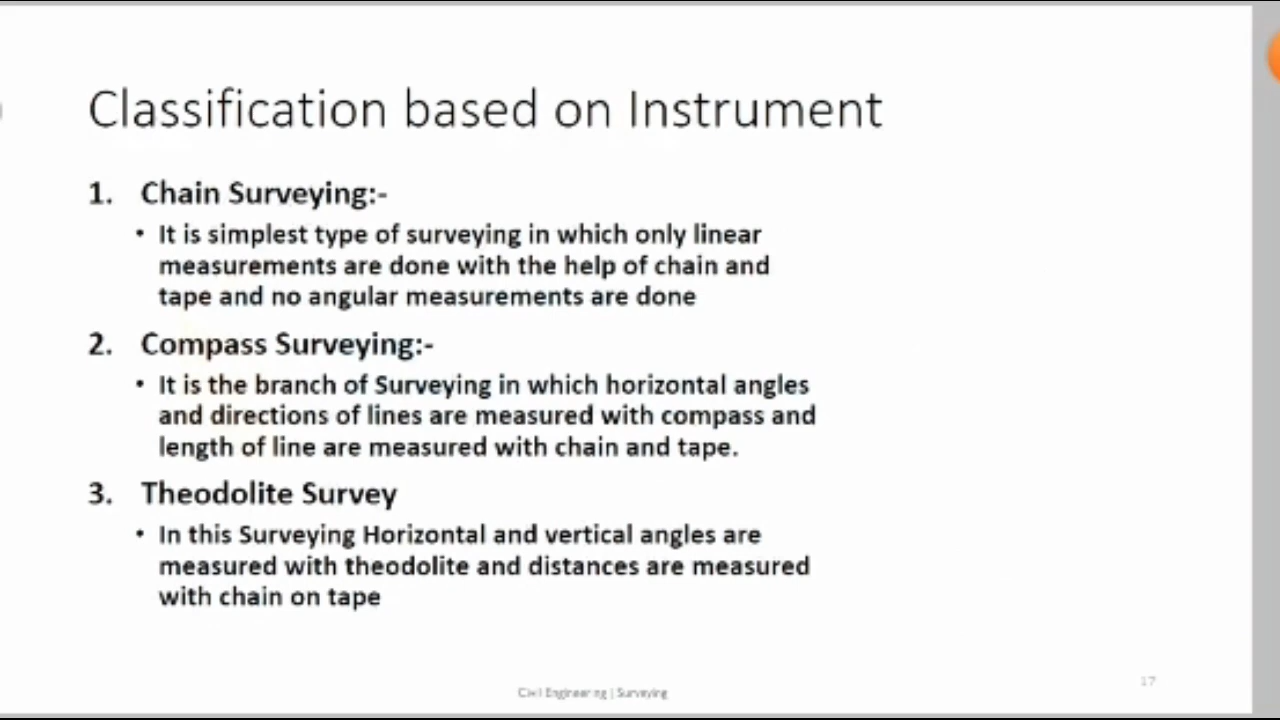 Classification based on Instrument
1. Chain Surveying:-
• It is simplest type of surveying in which only linear
measurements are done with the help of chain and
tape and no angular measurements are done
2. Compass Surveying:-
• It is the branch of Surveying in which horizontal angles
and directions of lines are measured with compass and
length of line are measured with chain and tape.
3. Theodolite Survey
• In this Surveying Horizontal and vertical angles are
measured with theodolite and distances are measured
with chain on tape
Civil Engineering | Surveying
17